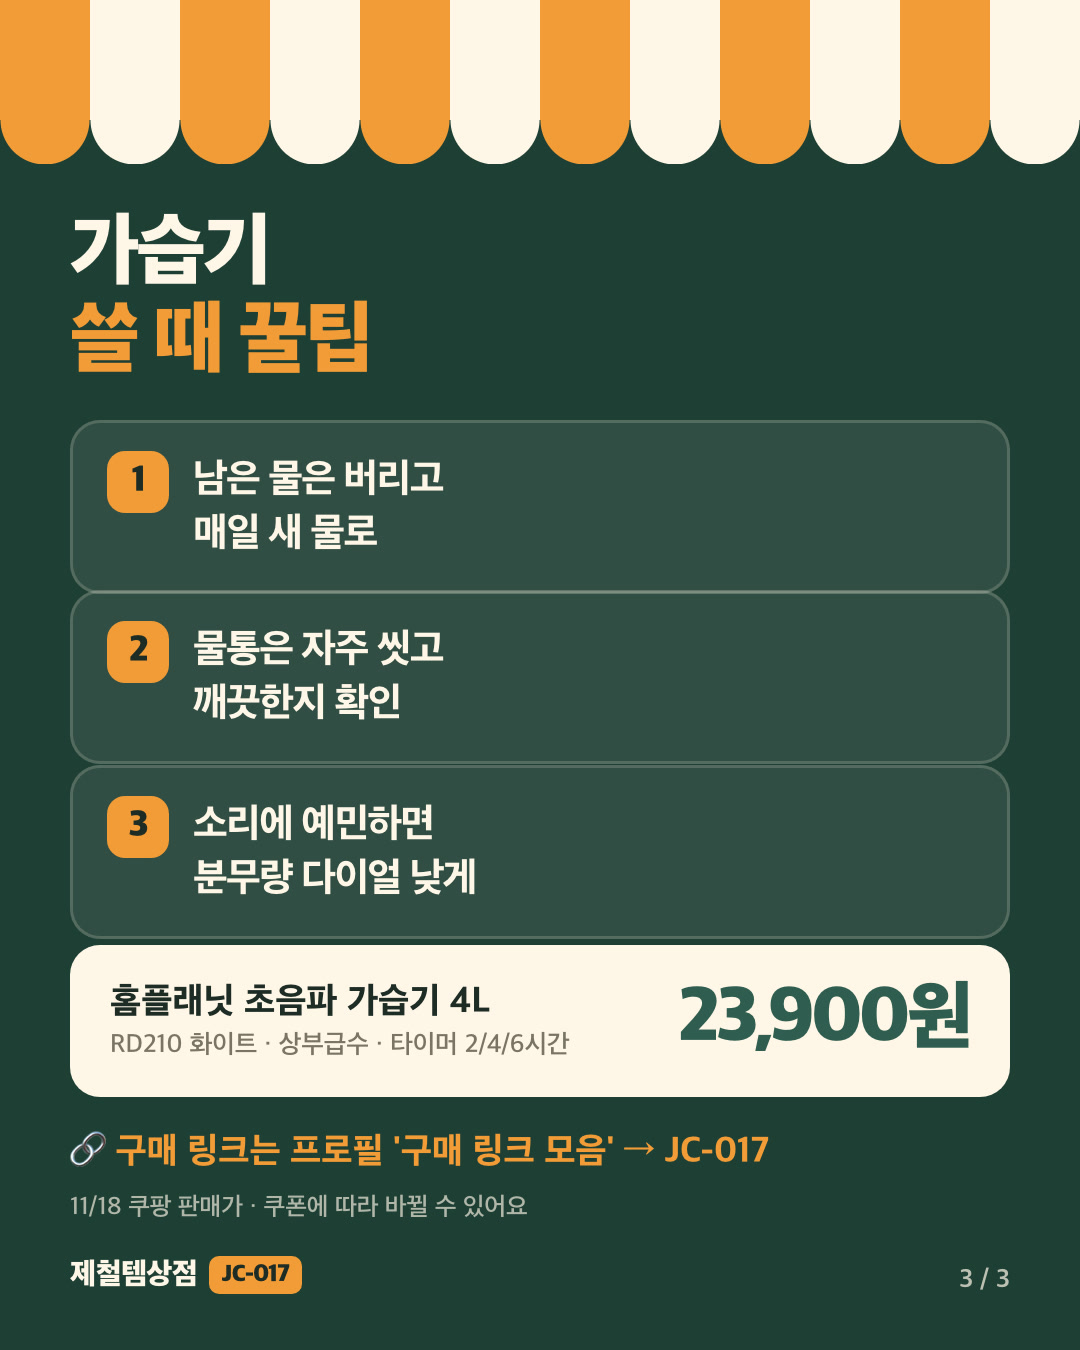 가습기
쓸 때 꿀팁
1 남은 물은 버리고
매일 새 물로
2 물통은 자주 씻고
깨끗한지 확인
3 소리에 예민하면
분무량 다이얼 낮게
홈플래닛 초음파 가습기 4L
RD210 화이트 · 상부급수 · 타이머 2/4/6시간
23,900원
🔗 구매 링크는 프로필 '구매 링크 모음' → JC-017
11/18 쿠팡 판매가 · 쿠폰에 따라 바뀔 수 있어요
제철템상점 JC-017
3 / 3